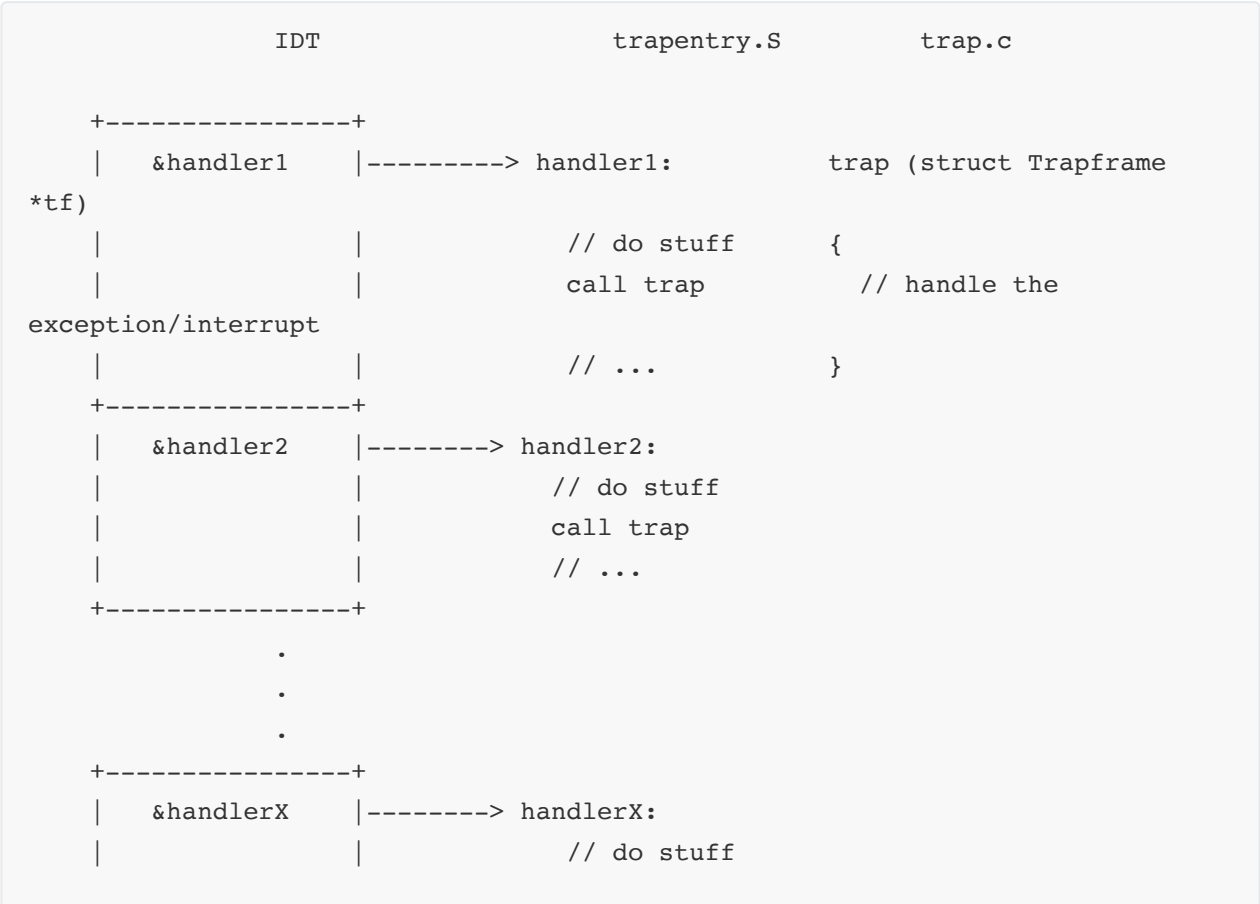 IDT                   trapentry.S         trap.c

    +----------------+
    |   &handler1    |---------> handler1:           trap (struct Trapframe
*tf)
    |                |             // do stuff      {
    |                |             call trap          // handle the
exception/interrupt
    |                |             // ...           }
    +----------------+
    |   &handler2    |--------> handler2:
    |                |            // do stuff
    |                |            call trap
    |                |            // ...
    +----------------+
                .
                .
                .
    +----------------+
    |   &handlerX    |--------> handlerX:
    |                |             // do stuff